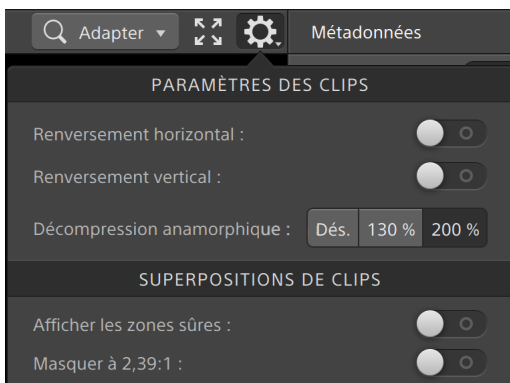 Adapter
Métadonnées
PARAMÈTRES DES CLIPS
Renversement horizontal :
Renversement vertical :
Décompression anamorphique : Dés. 130 % 200 %
SUPERPOSITIONS DE CLIPS
Afficher les zones sûres :
Masquer à 2,39:1 :